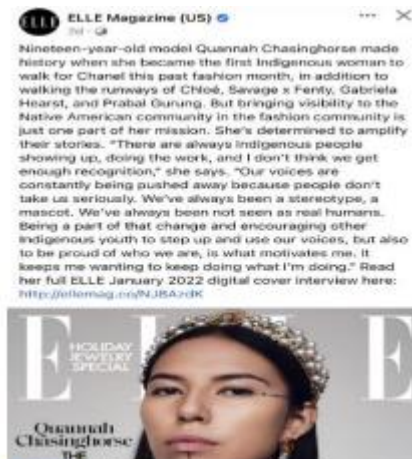 ELLE Magazine (US)
2d
Nineteen-year-old model Quannah Chasinghorse made
history when she became the first Indigenous woman to
walk for Chanel this past fashion month, in addition to
walking the runways of Chloé, Savage x Fenty, Gabriela
Hearst, and Prabal Gurung. But bringing visibility to the
Native American community in the fashion community is
just one part of her mission. She's determined to amplify
their stories. "There are always Indigenous people
showing up, doing the work, and I don't think we get
enough recognition," she says. "Our voices are
constantly being pushed away because people don't
take us seriously. We've always been a stereotype, a
mascot. We've always been not seen as real humans.
Being a part of that change and encouraging other
Indigenous youth to step up and use our voices, but also
to be proud of who we are, is what motivates me. It
keeps me wanting to keep doing what I'm doing." Read
her full ELLE January 2022 digital cover interview here:
http://ellemag.co/NJBAzdK
E L E
HOLIDAY
JEWELRY
SPECIAL
Quannah
Chasinghorse
THE